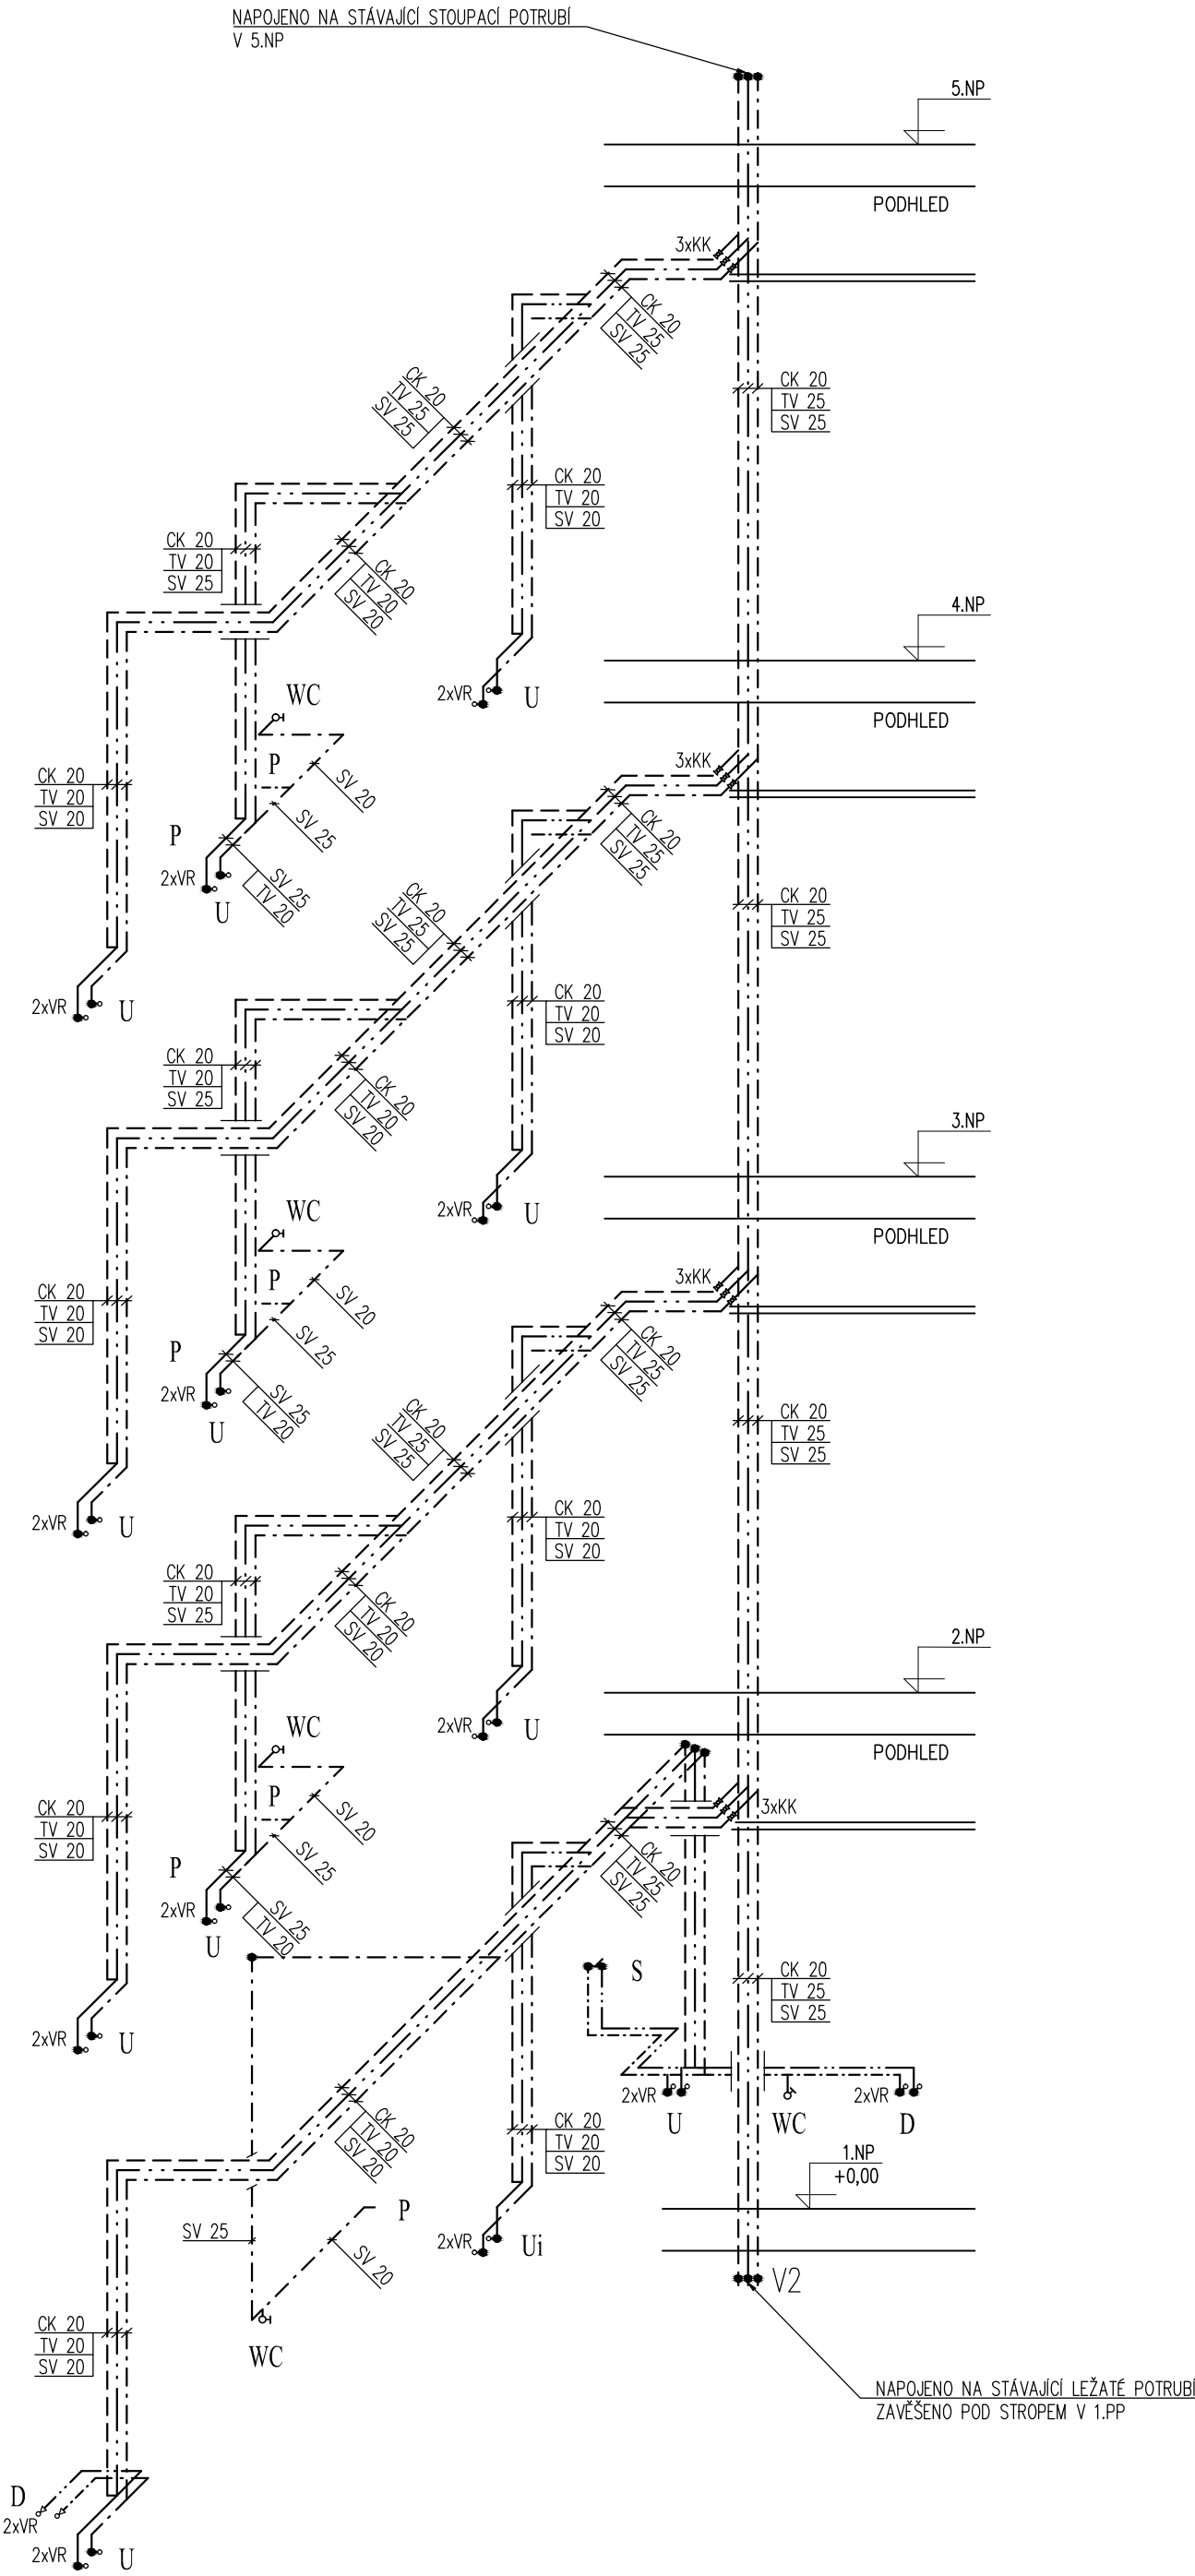 NAPOJENO NA STÁVAJÍCÍ STOUPACÍ POTRUBÍ
V 5.NP
5.NP
PODHLED
3xKK
CK 20
TV 25
SV 25
CK 20
TV 25
SV 25
CK 20
TV 25
SV 25
CK 20
TV 20
SV 20
CK 20
TV 20
SV 25
CK 20
TV 20
SV 20
4.NP
PODHLED
WC
2xVR
U
3xKK
P
SV 20
CK 20
TV 20
SV 20
SV 25
P
2xVR
SV 25
TV 20
U
CK 20
TV 25
SV 25
CK 20
TV 25
SV 25
CK 20
TV 25
SV 25
2xVR
U
CK 20
TV 20
SV 20
CK 20
TV 20
SV 25
CK 20
TV 20
SV 20
3.NP
PODHLED
WC
2xVR
U
3xKK
P
SV 20
CK 20
TV 20
SV 20
SV 25
P
2xVR
SV 25
TV 20
U
CK 20
TV 25
SV 25
CK 20
TV 25
SV 25
CK 20
TV 25
SV 25
2xVR
U
CK 20
TV 20
SV 20
CK 20
TV 20
SV 25
CK 20
TV 20
SV 20
2.NP
PODHLED
WC
2xVR
U
3xKK
P
SV 20
CK 20
TV 20
SV 20
SV 25
P
2xVR
SV 25
TV 20
U
CK 20
TV 25
SV 25
S
CK 20
TV 25
SV 25
2xVR
U
2xVR
U
WC
2xVR
D
CK 20
TV 20
SV 20
CK 20
TV 20
SV 20
1.NP
+0,00
SV 25
P
SV 20
2xVR
Ui
V2
CK 20
TV 20
SV 20
WC
NAPOJENO NA STÁVAJÍCÍ LEŽATÉ POTRUBÍ
ZAVĚŠENO POD STROPEM V 1.PP
D
2xVR
2xVR
U